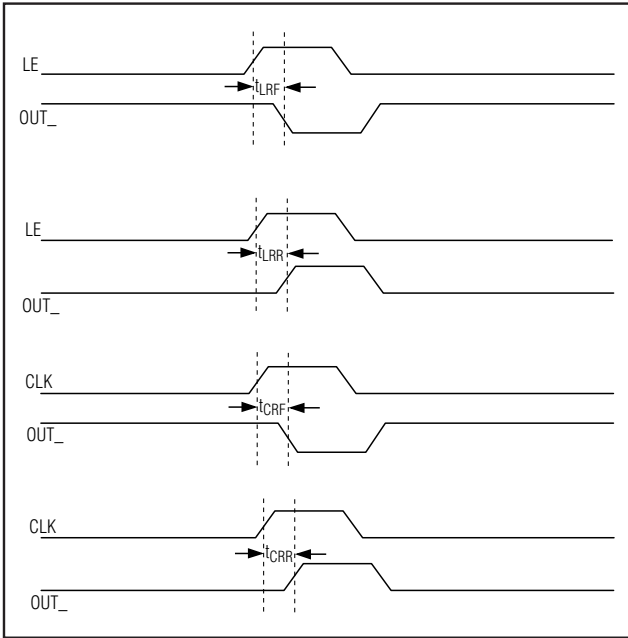 LE
tLRF
OUT_
LE
tLRR
OUT_
CLK
tCRF
OUT_
CLK
tCRR
OUT_